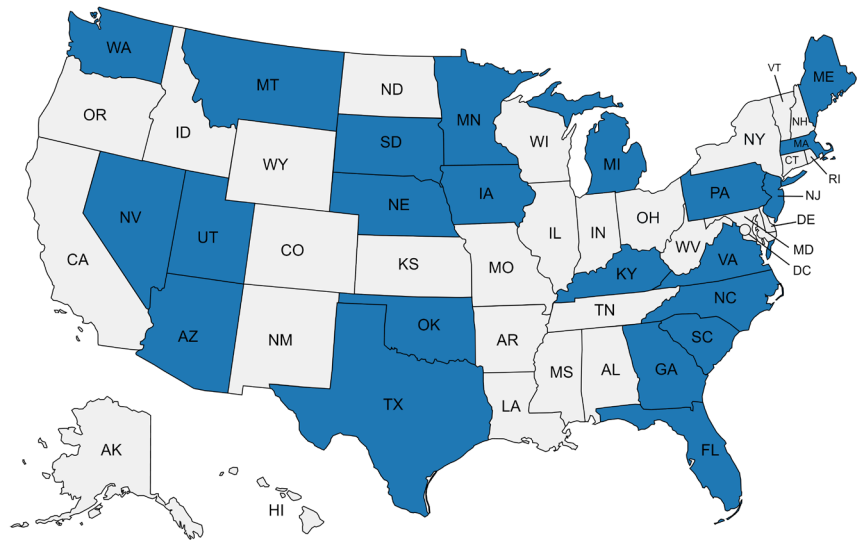 WA
MT
ND
MN
VT
ME
OR
ID
SD
WI
NY
NH
MA
WY
MI
CT
RI
NV
UT
NE
IA
PA
NJ
CA
CO
KS
MO
IL
IN
OH
WV
VA
DE
MD
DC
KY
AZ
NM
OK
AR
TN
NC
SC
TX
LA
MS
AL
GA
FL
AK
HI